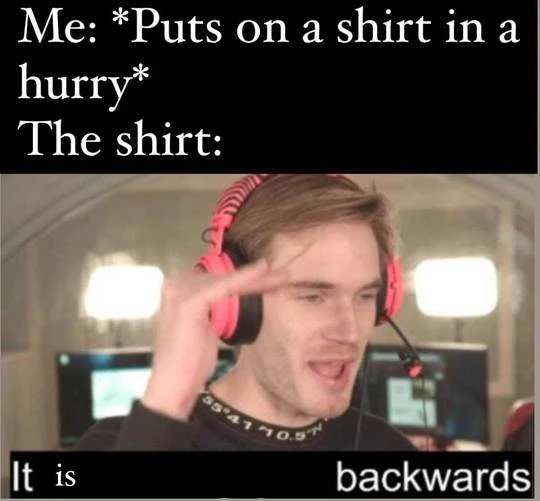 Me: *Puts on a shirt in a
hurry*
The shirt:
55°41'10.5"N
It is backwards